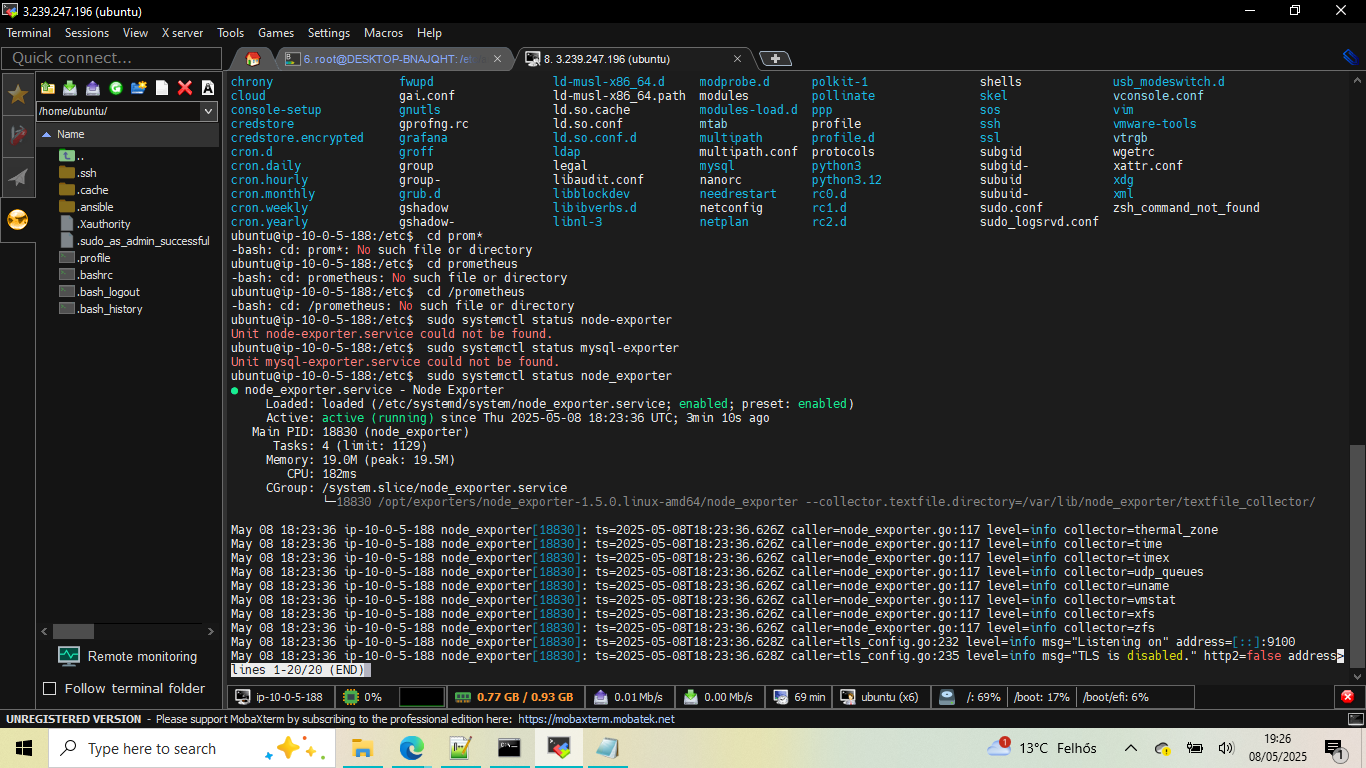 3.239.247.196 (ubuntu)
Terminal Sessions View X server Tools Games Settings Macros Help
Quick connect...
6. root@DESKTOP-BNAJQHT: /et
8. 3.239.247.196 (ubuntu)
/home/ubuntu/
Name
..
.ssh
.cache
.ansible
.Xauthority
.sudo_as_admin_successful
.profile
.bashrc
.bash_logout
.bash_history
Remote monitoring
Follow terminal folder
chrony fwupd ld-musl-x86_64.d modprobe.d polkit-1 shells usb_modeswitch.d
cloud gai.conf ld-musl-x86_64.path modules pollinate skel vconsole.conf
console-setup gnutls ld.so.cache modules-load.d ppp sos vim
credstore gprofng.rc ld.so.conf mtab profile ssh vmware-tools
credstore.encrypted grafana ld.so.conf.d multipath profile.d ssl vtrgb
cron.d groff ldap multipath.conf protocols subgid wgetrc
cron.daily group legal mysql python3 subgid- xattr.conf
cron.hourly group- libaudit.conf nanorc python3.12 subuid xdg
cron.monthly grub.d libblockdev needrestart rc0.d subuid- xml
cron.weekly gshadow libibverbs.d netconfig rc1.d sudo.conf zsh_command_not_found
cron.yearly gshadow- libnl-3 netplan rc2.d sudo_logsrvd.conf
ubuntu@ip-10-0-5-188:/etc$ cd prom*
-bash: cd: prom*: No such file or directory
ubuntu@ip-10-0-5-188:/etc$ cd prometheus
-bash: cd: prometheus: No such file or directory
ubuntu@ip-10-0-5-188:/etc$ cd /prometheus
-bash: cd: /prometheus: No such file or directory
ubuntu@ip-10-0-5-188:/etc$ sudo systemctl status node-exporter
Unit node-exporter.service could not be found.
ubuntu@ip-10-0-5-188:/etc$ sudo systemctl status mysql-exporter
Unit mysql-exporter.service could not be found.
ubuntu@ip-10-0-5-188:/etc$ sudo systemctl status node_exporter
● node_exporter.service - Node Exporter
Loaded: loaded (/etc/systemd/system/node_exporter.service; enabled; preset: enabled)
Active: active (running) since Thu 2025-05-08 18:23:36 UTC; 3min 10s ago
Main PID: 18830 (node_exporter)
Tasks: 4 (limit: 1129)
Memory: 19.0M (peak: 19.5M)
CPU: 182ms
CGroup: /system.slice/node_exporter.service
└─18830 /opt/exporters/node_exporter-1.5.0.linux-amd64/node_exporter --collector.textfile.directory=/var/lib/node_exporter/textfile_collector/
May 08 18:23:36 ip-10-0-5-188 node_exporter[18830]: ts=2025-05-08T18:23:36.626Z caller=node_exporter.go:117 level=info collector=thermal_zone
May 08 18:23:36 ip-10-0-5-188 node_exporter[18830]: ts=2025-05-08T18:23:36.626Z caller=node_exporter.go:117 level=info collector=time
May 08 18:23:36 ip-10-0-5-188 node_exporter[18830]: ts=2025-05-08T18:23:36.626Z caller=node_exporter.go:117 level=info collector=timex
May 08 18:23:36 ip-10-0-5-188 node_exporter[18830]: ts=2025-05-08T18:23:36.626Z caller=node_exporter.go:117 level=info collector=udp_queues
May 08 18:23:36 ip-10-0-5-188 node_exporter[18830]: ts=2025-05-08T18:23:36.626Z caller=node_exporter.go:117 level=info collector=uname
May 08 18:23:36 ip-10-0-5-188 node_exporter[18830]: ts=2025-05-08T18:23:36.626Z caller=node_exporter.go:117 level=info collector=vmstat
May 08 18:23:36 ip-10-0-5-188 node_exporter[18830]: ts=2025-05-08T18:23:36.626Z caller=node_exporter.go:117 level=info collector=xfs
May 08 18:23:36 ip-10-0-5-188 node_exporter[18830]: ts=2025-05-08T18:23:36.626Z caller=node_exporter.go:117 level=info collector=zfs
May 08 18:23:36 ip-10-0-5-188 node_exporter[18830]: ts=2025-05-08T18:23:36.626Z caller=tls_config.go:232 level=info msg="Listening on" address=[::]:9100
May 08 18:23:36 ip-10-0-5-188 node_exporter[18830]: ts=2025-05-08T18:23:36.626Z caller=tls_config.go:235 level=info msg="TLS is disabled." http2=false address>
lines 1-20/20 (END)
ip-10-0-5-188 0% 0.77 GB / 0.93 GB 0.01 Mb/s 0.00 Mb/s 69 min ubuntu (x6) /: 69% /boot: 17% /boot/efi: 6%
UNREGISTERED VERSION - Please support MobaXterm by subscribing to the professional edition here: https://mobaxterm.mobatek.net
Type here to search
1
13°C Felhős
19:26
08/05/2025
1